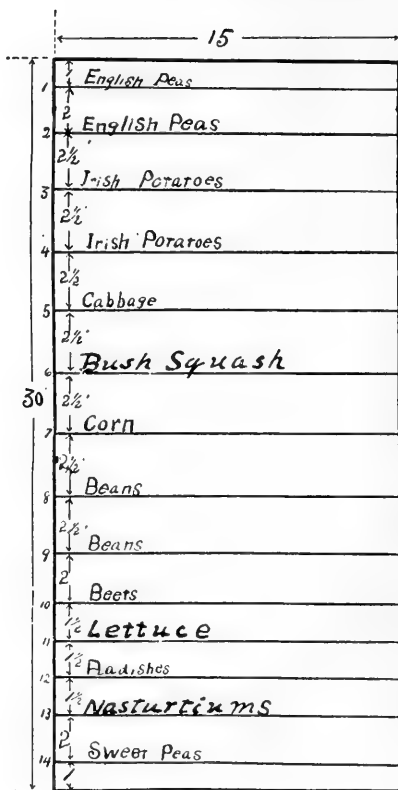 15
1 English Peas
1
2
English Peas
2
2½'
Irish Potatoes
3
2½'
Irish Potatoes
4
2½
Cabbage
5
2½'
Bush Squash
6
30
2½'
Corn
7
2½'
Beans
8
2½'
Beans
9
2
Beets
10
1½ Lettuce
11
1½ Radishes
12
1½ Nasturtiums
13
2
Sweet Peas
14
1